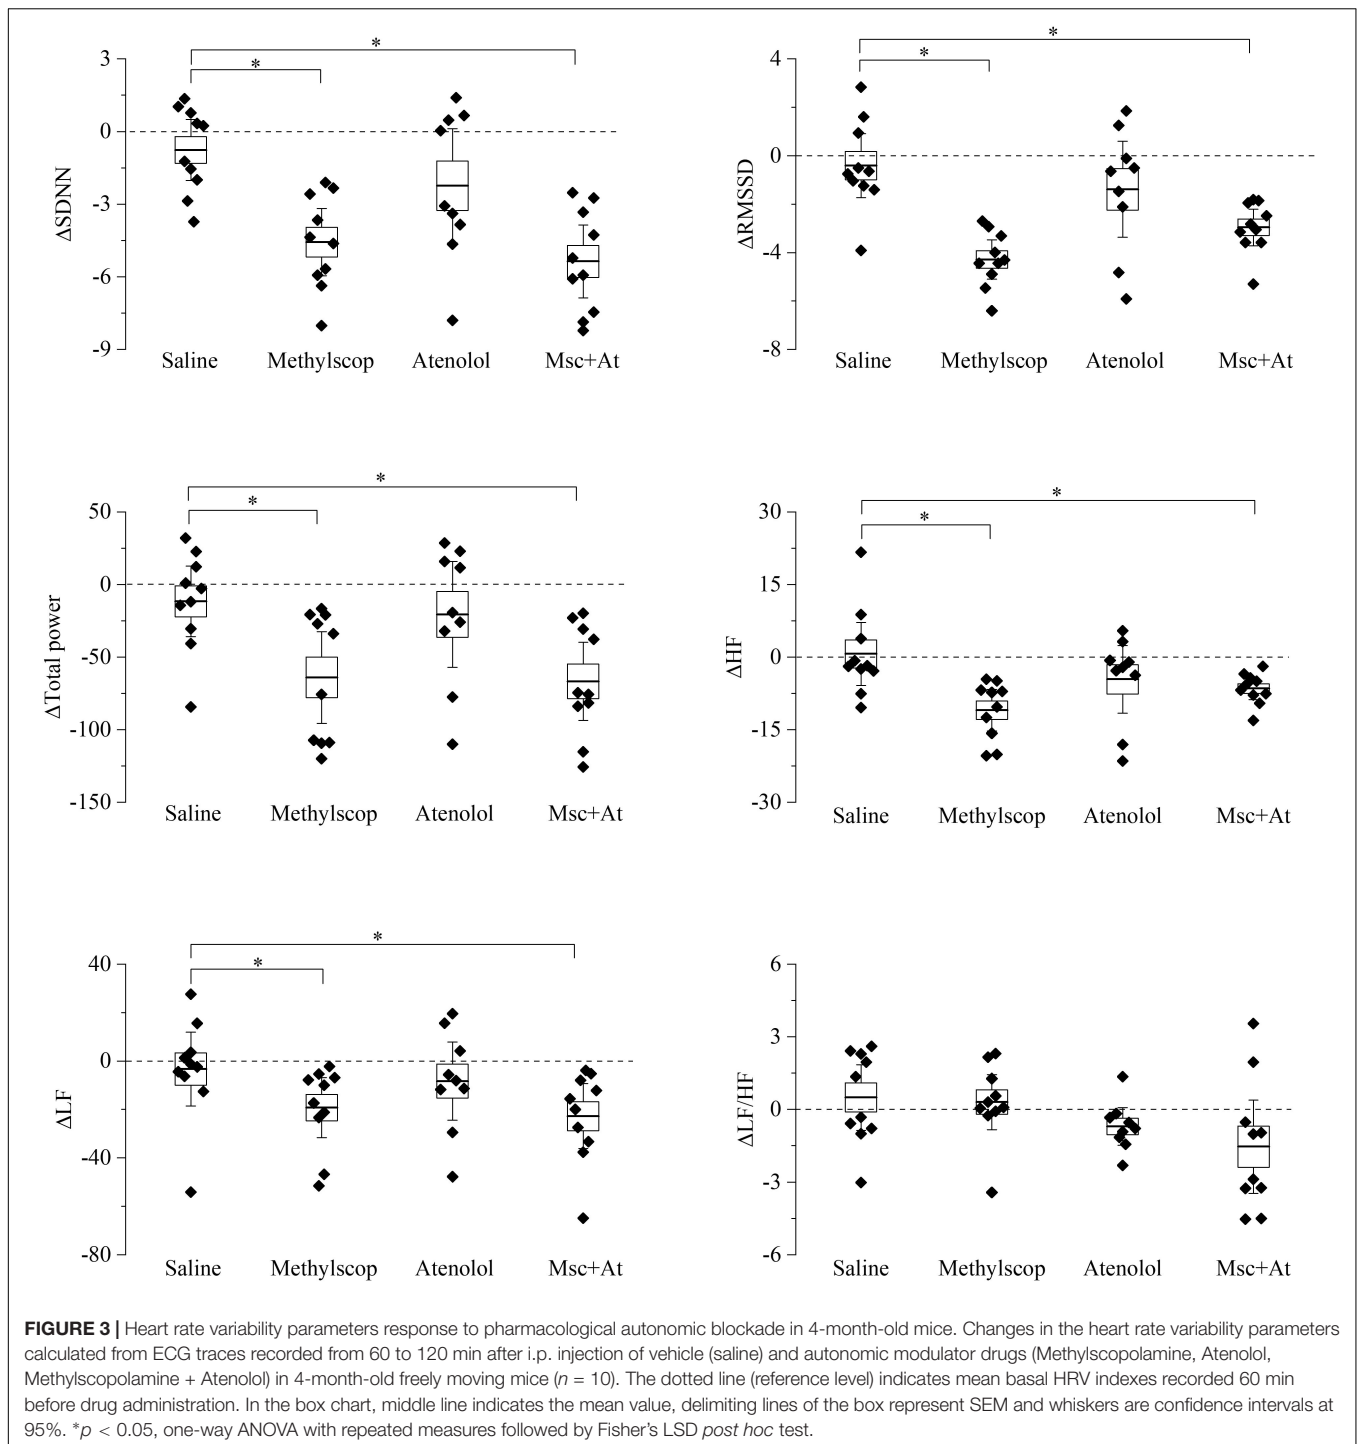 *
*
3
0
-3
-6
-9
ΔSDNN
Saline
Methylscop
Atenolol
Msc+At
*
*
4
0
-4
-8
ΔRMSSD
Saline
Methylscop
Atenolol
Msc+At
*
*
50
0
-50
-100
-150
ΔTotal power
Saline
Methylscop
Atenolol
Msc+At
*
*
30
15
0
-15
-30
ΔHF
Saline
Methylscop
Atenolol
Msc+At
*
*
40
0
-40
-80
ΔLF
Saline
Methylscop
Atenolol
Msc+At
6
3
0
-3
-6
ΔLF/HF
Saline
Methylscop
Atenolol
Msc+At
FIGURE 3 | Heart rate variability parameters response to pharmacological autonomic blockade in 4-month-old mice. Changes in the heart rate variability parameters
calculated from ECG traces recorded from 60 to 120 min after i.p. injection of vehicle (saline) and autonomic modulator drugs (Methylscopolamine, Atenolol,
Methylscopolamine + Atenolol) in 4-month-old freely moving mice (n = 10). The dotted line (reference level) indicates mean basal HRV indexes recorded 60 min
before drug administration. In the box chart, middle line indicates the mean value, delimiting lines of the box represent SEM and whiskers are confidence intervals at
95%. *p < 0.05, one-way ANOVA with repeated measures followed by Fisher's LSD post hoc test.